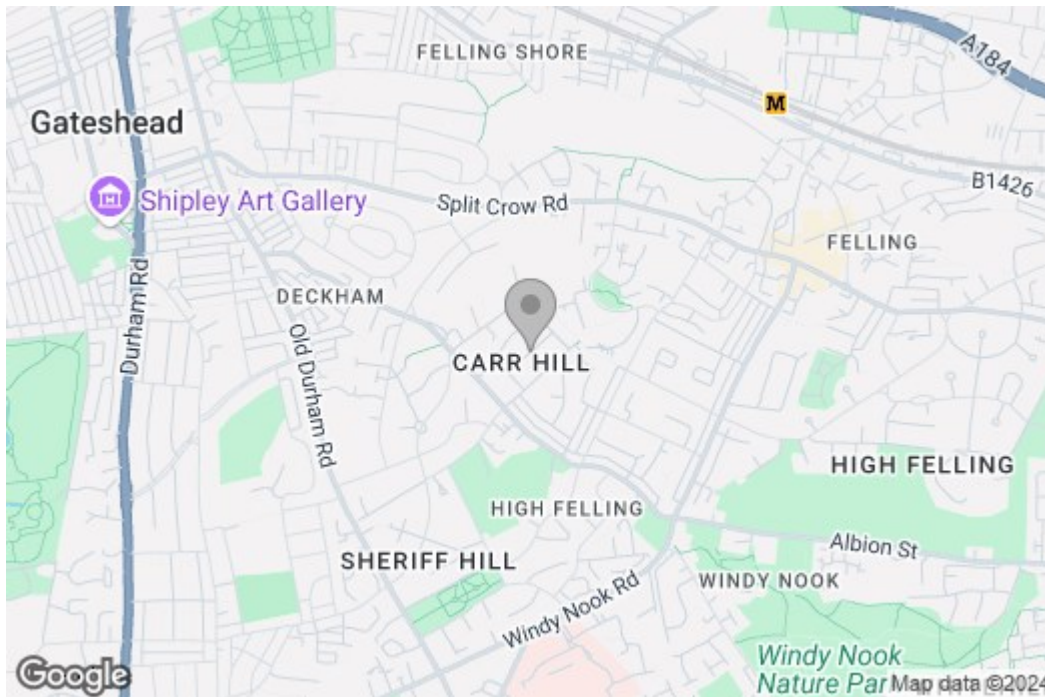 FELLING SHORE
A184
M
Gateshead
B1426
Shipley Art Gallery
Split Crow Rd
FELLING
DECKHAM
Durham Rd
Old Durham Rd
CARR HILL
HIGH FELLING
HIGH FELLING
Albion St
SHERIFF HILL
WINDY NOOK
Windy Nook Rd
Windy Nook
Nature Par
Google
Map data ©2024